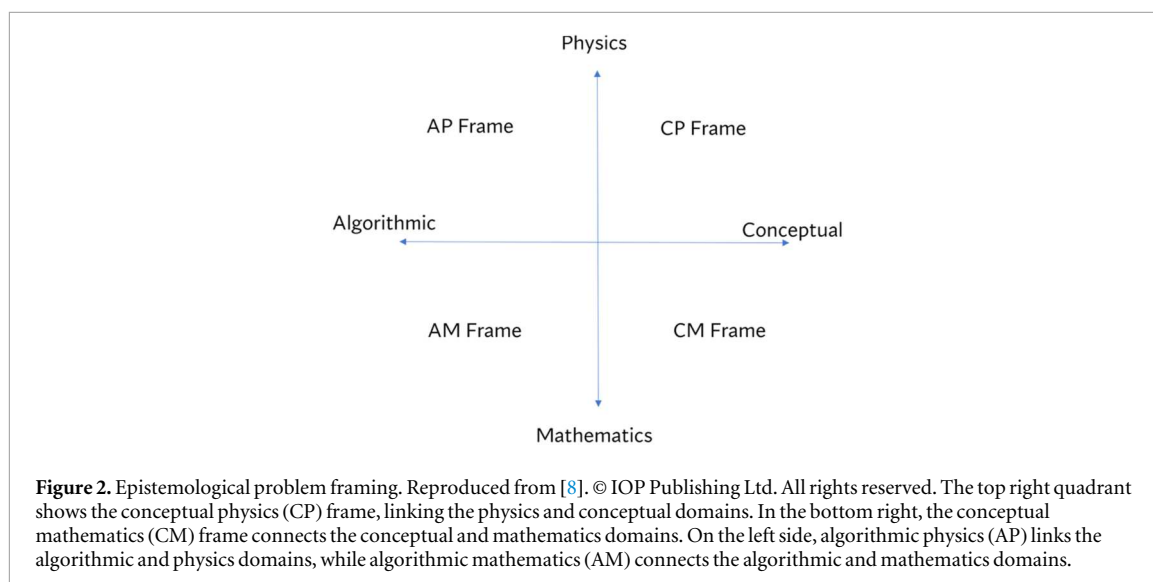 Physics
AP Frame
CP Frame
Algorithmic
Conceptual
AM Frame
CM Frame
Mathematics
Figure 2. Epistemological problem framing. Reproduced from [8]. © IOP Publishing Ltd. All rights reserved. The top right quadrant
shows the conceptual physics (CP) frame, linking the physics and conceptual domains. In the bottom right, the conceptual
mathematics (CM) frame connects the conceptual and mathematics domains. On the left side, algorithmic physics (AP) links the
algorithmic and physics domains, while algorithmic mathematics (AM) connects the algorithmic and mathematics domains.